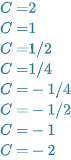 C = 2
C = 1
C = 1/2
C = 1/4
C = - 1/4
C = - 1/2
C = - 1
C = - 2